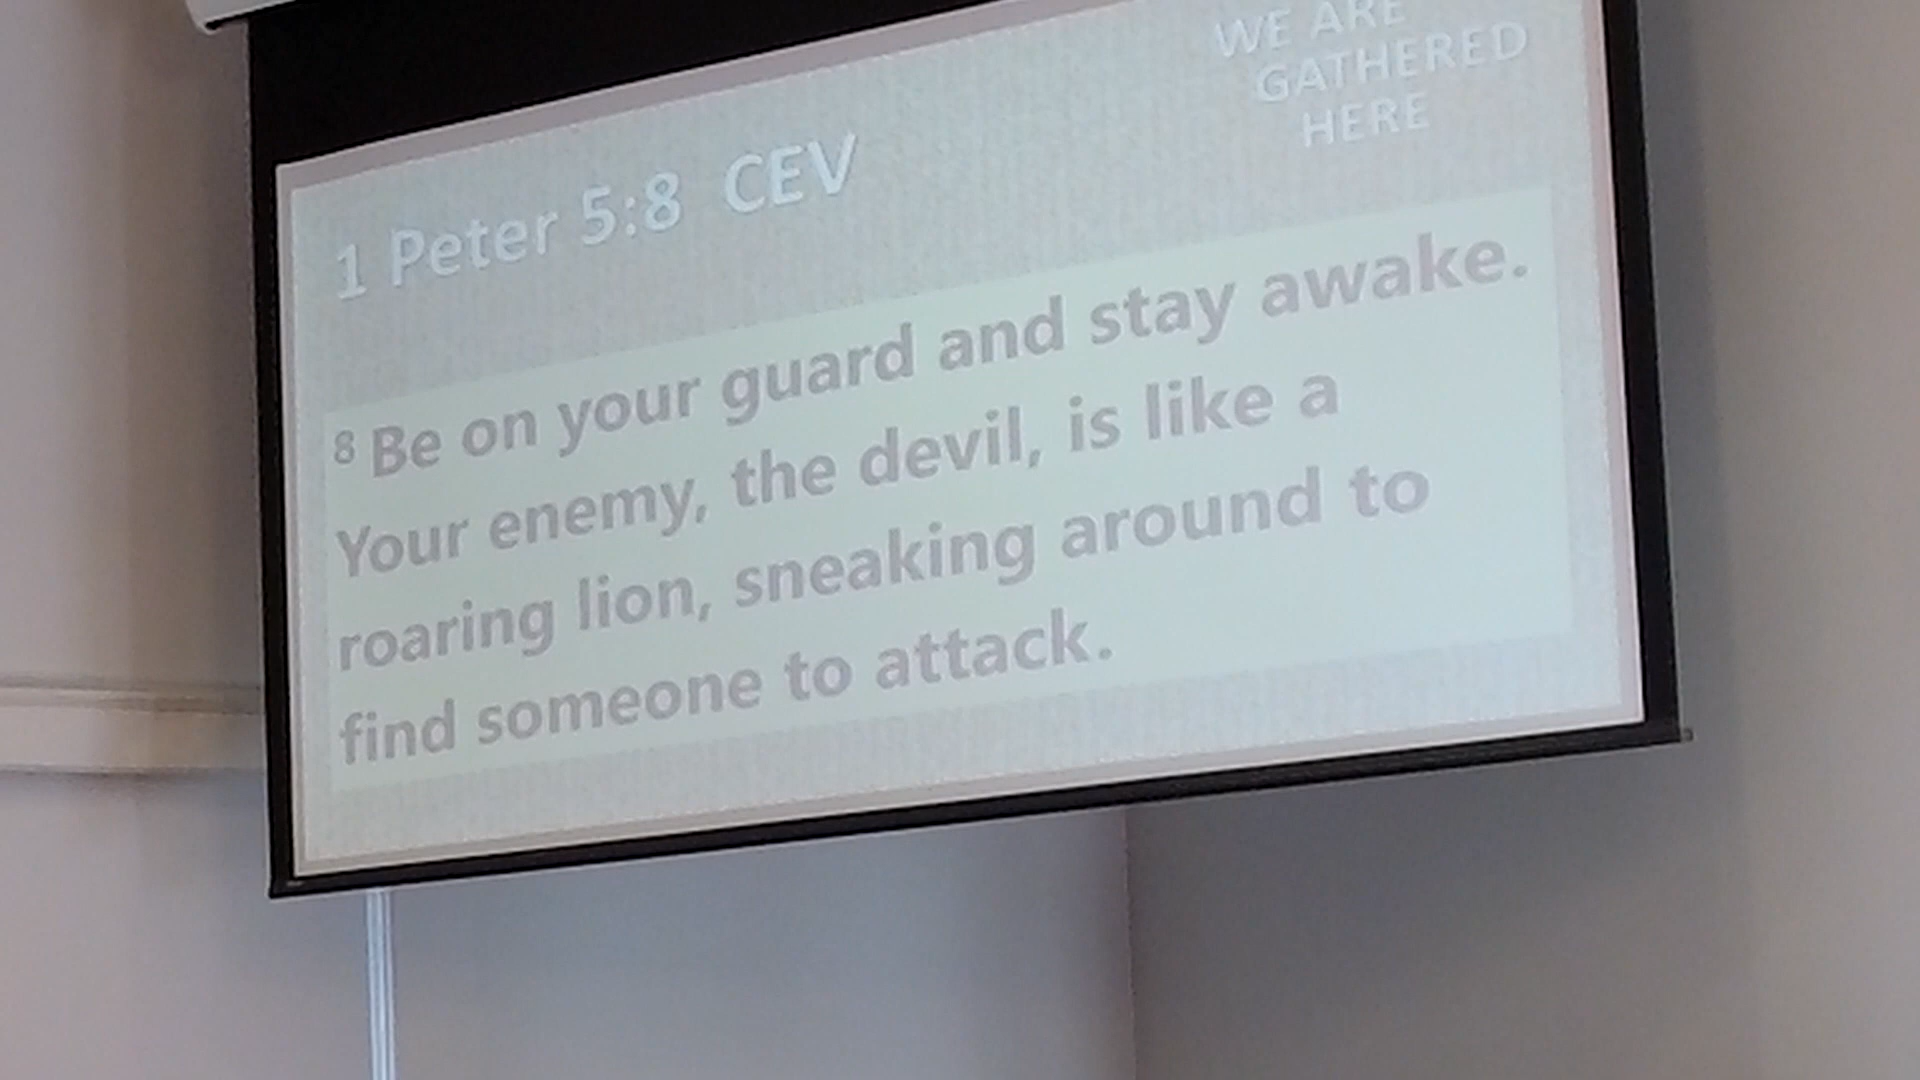 WE ARE
GATHERED
HERE
1 Peter 5:8 CEV
8 Be on your guard and stay awake.
Your enemy, the devil, is like a
roaring lion, sneaking around to
find someone to attack.